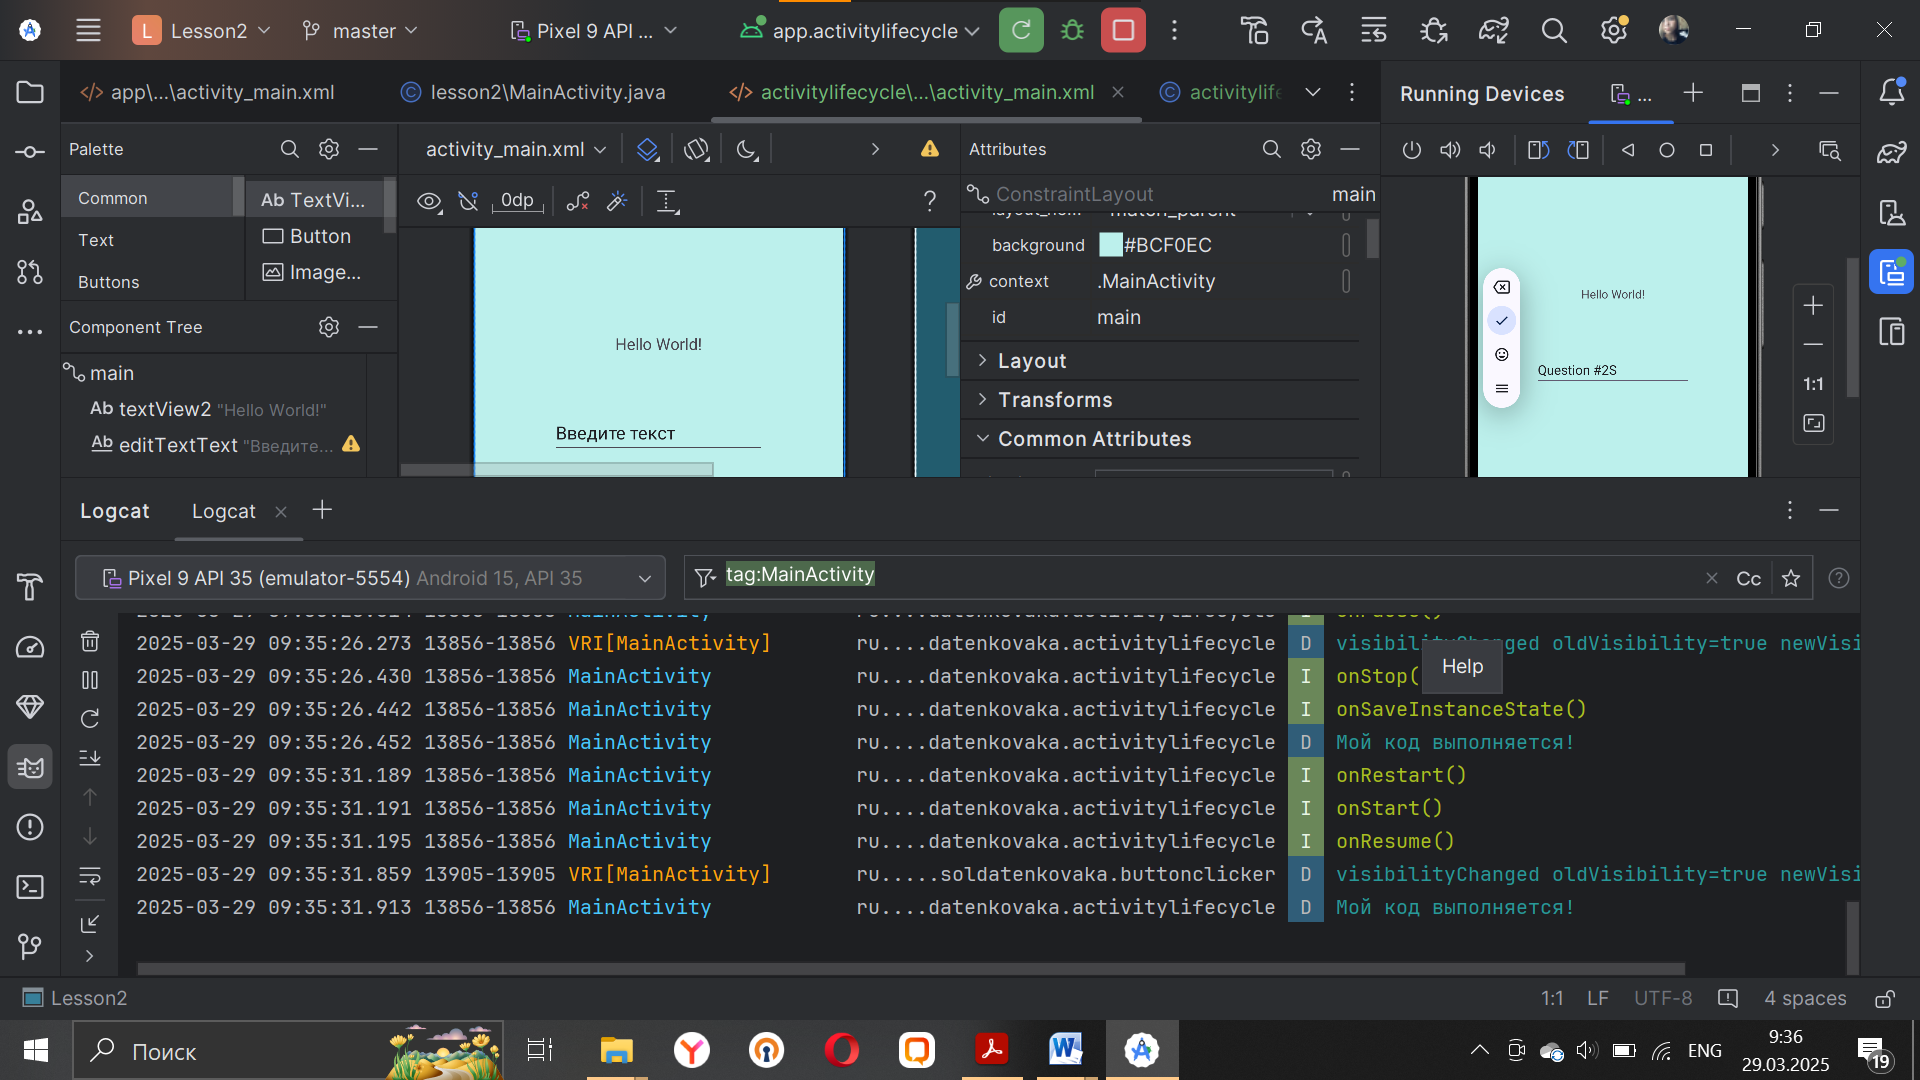 L Lesson2
master
Pixel 9 API ...
app.activitylifecycle
app\...\activity_main.xml
lesson2\MainActivity.java
activitylifecycle\...\activity_main.xml
Running Devices
...
Palette
activity_main.xml
Attributes
Common
Ab TextVi...
0dp
?
ConstraintLayout
main
Text
Button
background
#BCF0EC
Buttons
Image...
context
.MainActivity
id
main
Component Tree
Hello World!
Layout
Hello World!
main
Question #2S
1:1
Ab textView2 "Hello World!"
Transforms
Ab editTextText "Введите...
Введите текст
Common Attributes
Logcat
Logcat
Pixel 9 API 35 (emulator-5554) Android 15, API 35
tag:MainActivity
Cc
?
2025-03-29 09:35:26.273 13856-13856 VRI[MainActivity] ru....datenkovaka.activitylifecycle D visibilityChanged oldVisibility=true newVisi
Help
2025-03-29 09:35:26.430 13856-13856 MainActivity ru....datenkovaka.activitylifecycle I onStop(
2025-03-29 09:35:26.442 13856-13856 MainActivity ru....datenkovaka.activitylifecycle I onSaveInstanceState()
2025-03-29 09:35:26.452 13856-13856 MainActivity ru....datenkovaka.activitylifecycle D Мой код выполняется!
2025-03-29 09:35:31.189 13856-13856 MainActivity ru....datenkovaka.activitylifecycle I onRestart()
2025-03-29 09:35:31.191 13856-13856 MainActivity ru....datenkovaka.activitylifecycle I onStart()
2025-03-29 09:35:31.195 13856-13856 MainActivity ru....datenkovaka.activitylifecycle I onResume()
2025-03-29 09:35:31.859 13905-13905 VRI[MainActivity] ru.....soldatenkovaka.buttonclicker D visibilityChanged oldVisibility=true newVisi
2025-03-29 09:35:31.913 13856-13856 MainActivity ru....datenkovaka.activitylifecycle D Мой код выполняется!
Lesson2
1:1 LF UTF-8 4 spaces
Поиск
ENG
9:36
29.03.2025
19